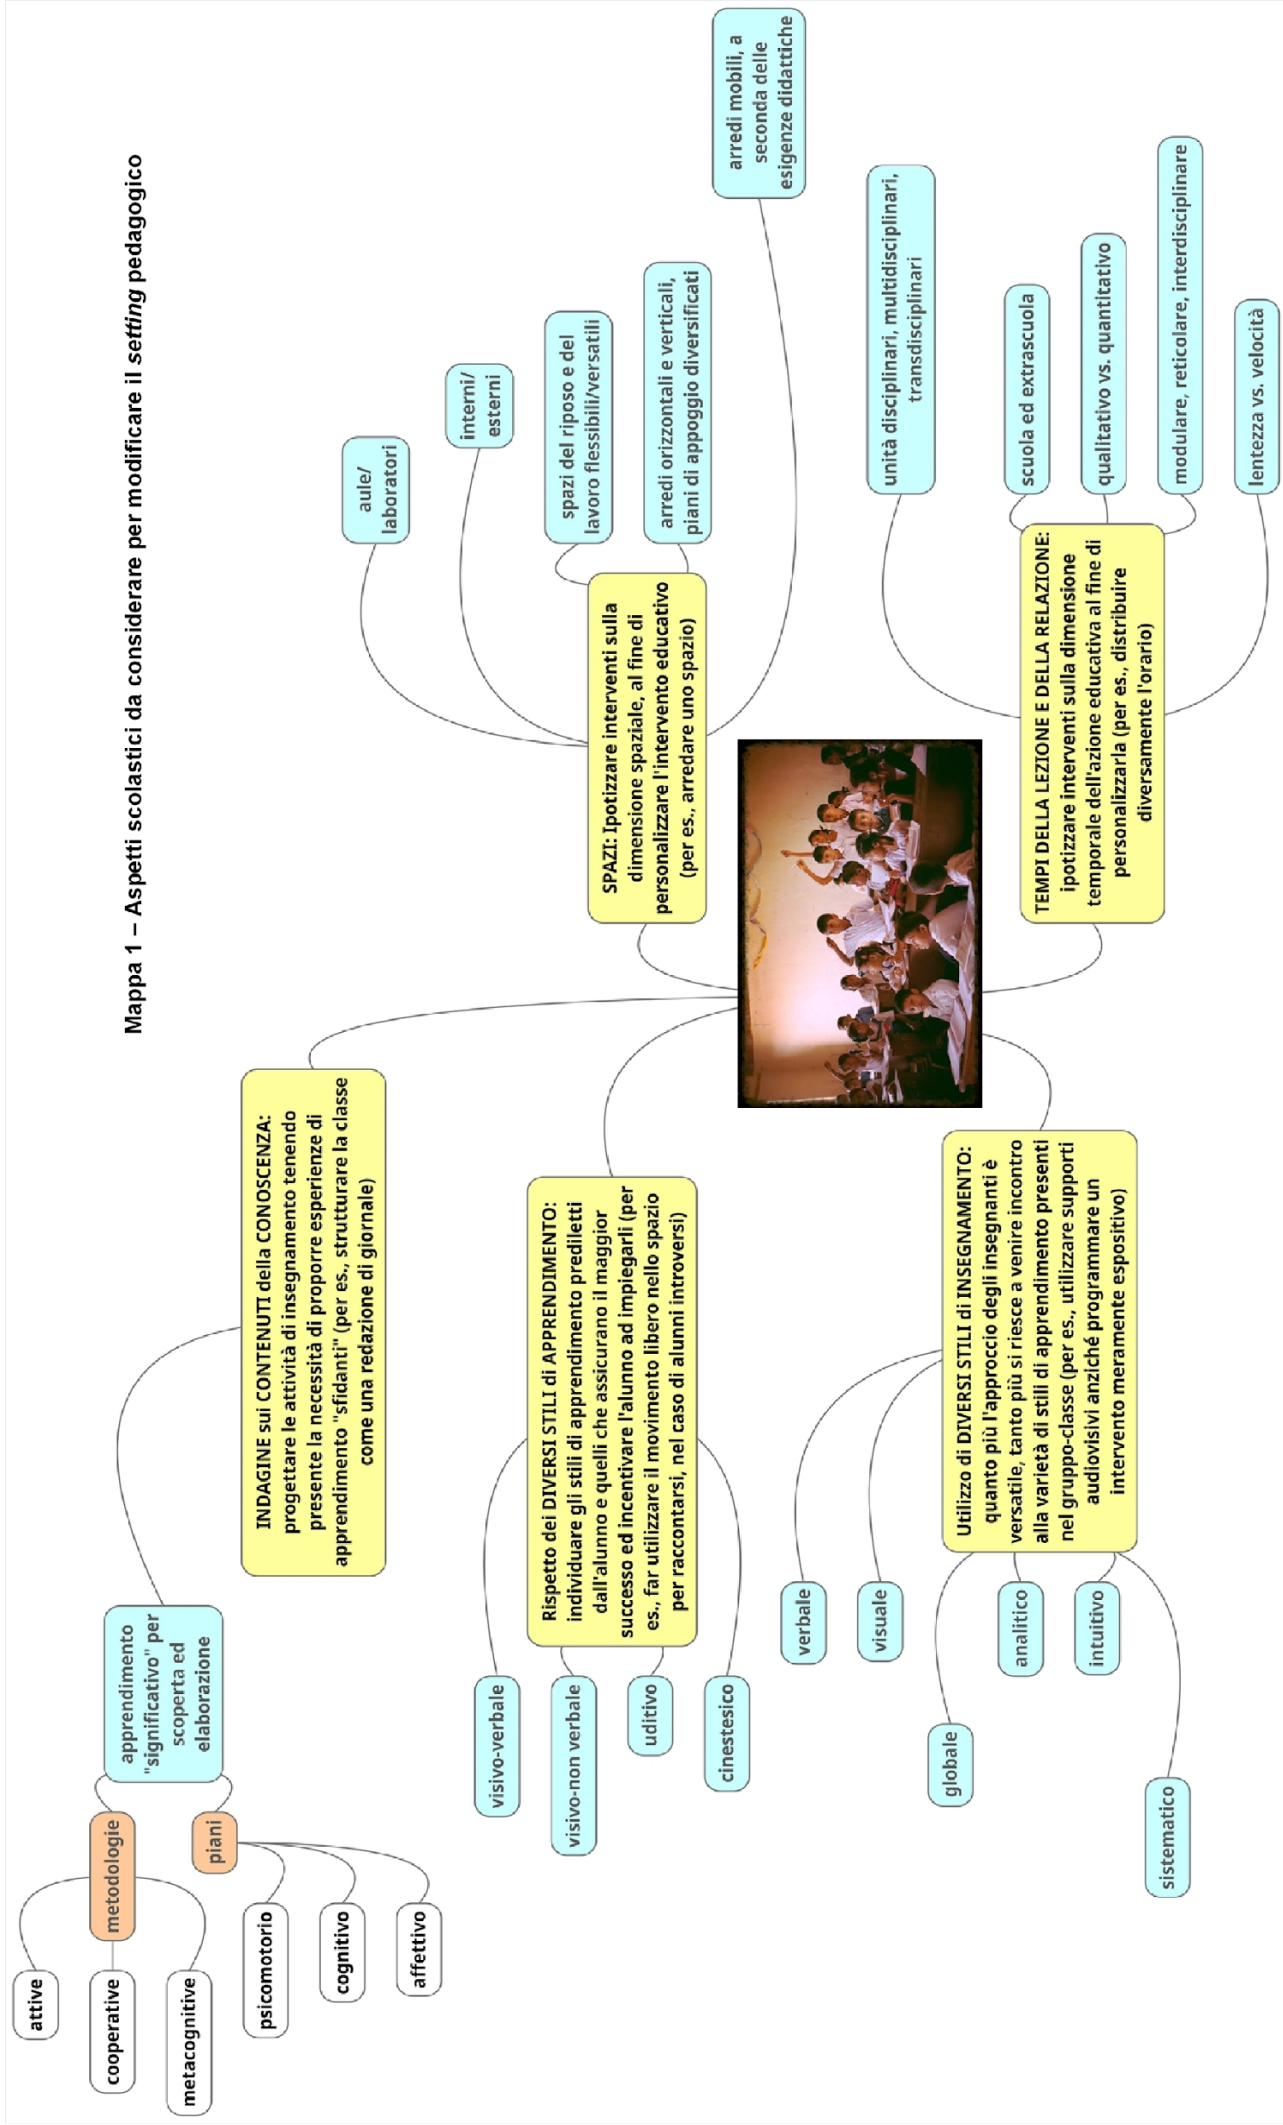 Mappa 1 – Aspetti scolastici da considerare per modificare il setting pedagogico
attive
cooperative
metacognitive
metodologie
piani
psicomotorio
cognitivo
affettivo
apprendimento
"significativo" per
scoperta ed
elaborazione
INDAGINE sui CONTENUTI della CONOSCENZA:
progettare le attività di insegnamento tenendo
presente la necessità di proporre esperienze di
apprendimento "sfidanti" (per es., strutturare la classe
come una redazione di giornale)
visivo-verbale
visivo-non verbale
uditivo
cinestesico
Rispetto dei DIVERSI STILI di APPRENDIMENTO:
individuare gli stili di apprendimento prediletti
dall'alunno e quelli che assicurano il maggior
successo ed incentivare l'alunno ad impiegarli (per
es., far utilizzare il movimento libero nello spazio
per raccontarsi, nel caso di alunni introversi)
verbale
visuale
globale
analitico
intuitivo
sistematico
Utilizzo di DIVERSI STILI di INSEGNAMENTO:
quanto più l'approccio degli insegnanti è
versatile, tanto più si riesce a venire incontro
alla varietà di stili di apprendimento presenti
nel gruppo-classe (per es., utilizzare supporti
audiovisivi anziché programmare un
intervento meramente espositivo)
SPAZI: Ipotizzare interventi sulla
dimensione spaziale, al fine di
personalizzare l'intervento educativo
(per es., arredare uno spazio)
aule/
laboratori
interni/
esterni
spazi del riposo e del
lavoro flessibili/versatili
arredi orizzontali e verticali,
piani di appoggio diversificati
arredi mobili, a
seconda delle
esigenze didattiche
TEMPI DELLA LEZIONE E DELLA RELAZIONE:
ipotizzare interventi sulla dimensione
temporale dell'azione educativa al fine di
personalizzarla (per es., distribuire
diversamente l'orario)
unità disciplinari, multidisciplinari,
transdisciplinari
scuola ed extrascuola
qualitativo vs. quantitativo
modulare, reticolare, interdisciplinare
lentezza vs. velocità